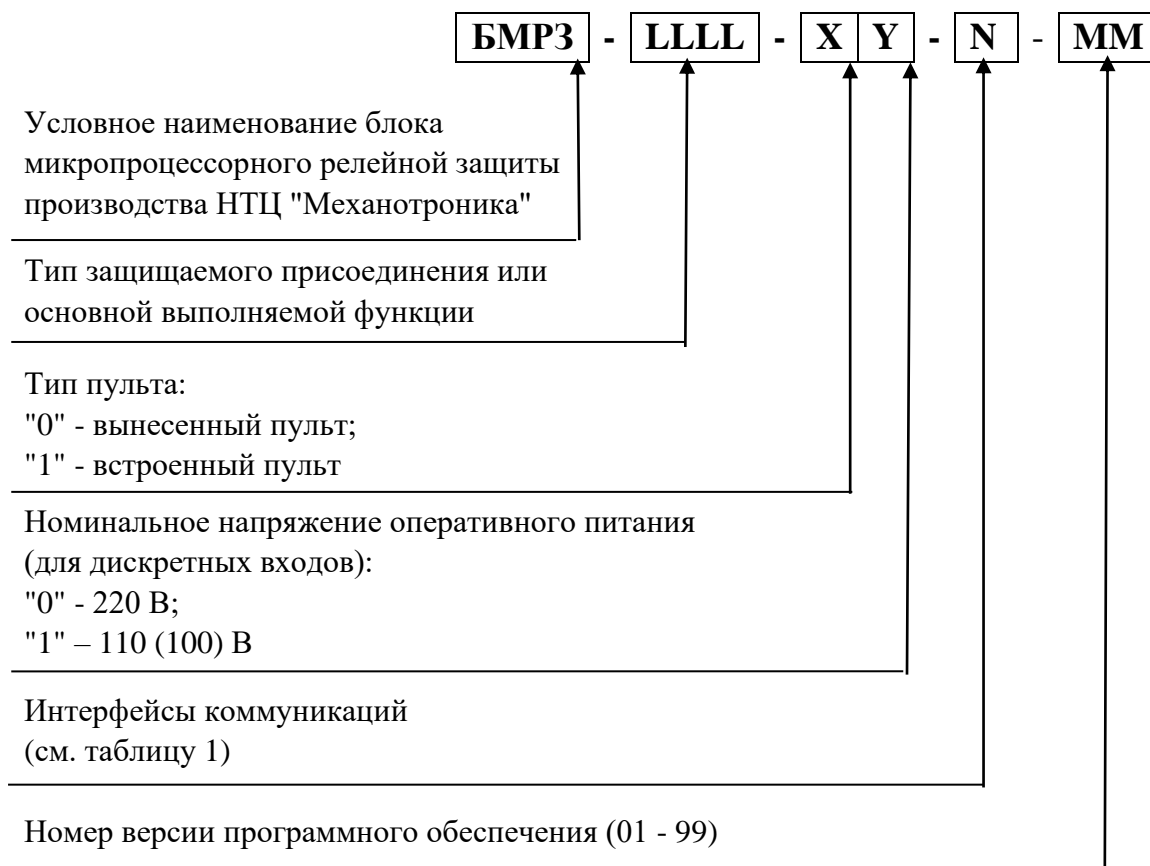 БМРЗ - LLLL - X Y - N - MM
Условное наименование блока
микропроцессорного релейной защиты
производства НТЦ "Механотроника"
Тип защищаемого присоединения или
основной выполняемой функции
Тип пульта:
"0" - вынесенный пульт;
"1" - встроенный пульт
Номинальное напряжение оперативного питания
(для дискретных входов):
"0" - 220 В;
"1" – 110 (100) В
Интерфейсы коммуникаций
(см. таблицу 1)
Номер версии программного обеспечения (01 - 99)